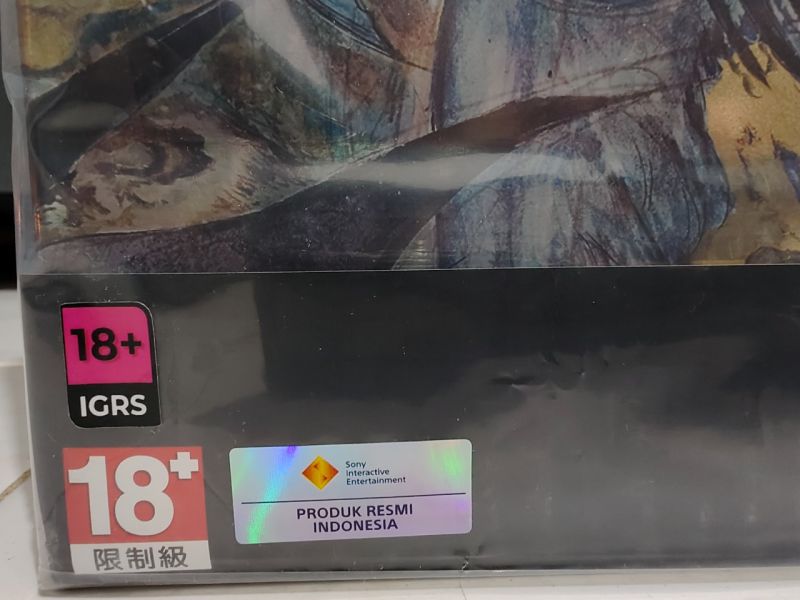 18+
IGRS
18+
限制級
Sony
Interactive
Entertainment
PRODUK RESMI
INDONESIA